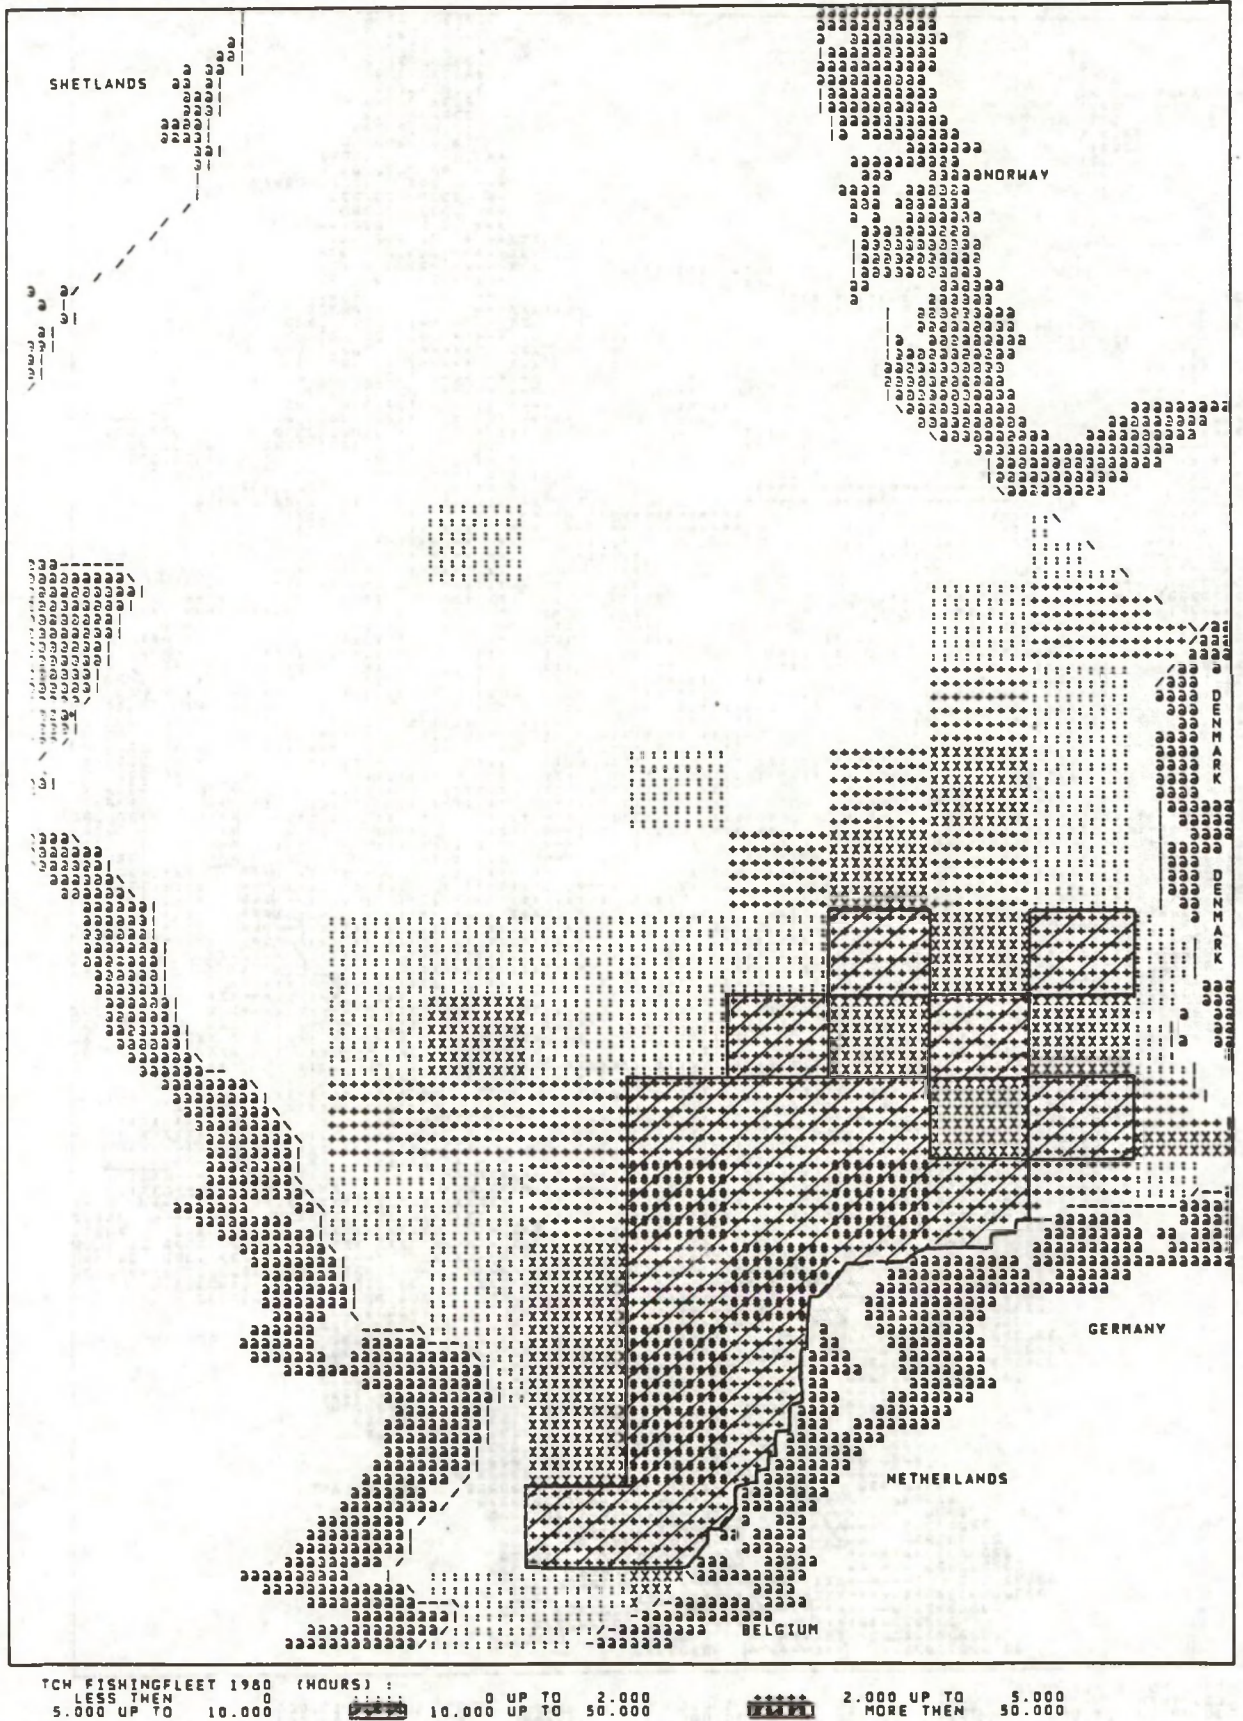 SHETLANDS
NORWAY
DENMARK
DENMARK
GERMANY
NETHERLANDS
BELGIUM
TCH FISHINGFLEET 1980 (HOURS) :
LESS THEN 0 0 UP TO 2.000 2.000 UP TO 5.000
5.000 UP TO 10.000 10.000 UP TO 50.000 MORE THEN 50.000